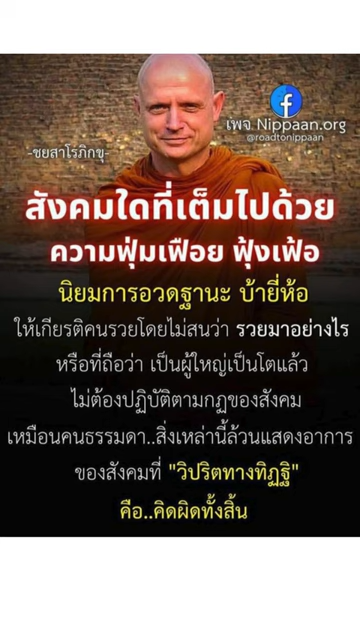 เพจ Nippaan.org
@roadtonippaan
-ชยสาโรภิกขุ-
สังคมใดที่เต็มไปด้วย
ความฟุ่มเฟือย ฟุ้งเฟ้อ
นิยมการอวดฐานะ บ้ายี่ห้อ
ให้เกียรติคนรวยโดยไม่สนว่า รวยมาอย่างไร
หรือที่ถือว่า เป็นผู้ใหญ่เป็นโตแล้ว
ไม่ต้องปฏิบัติตามกฏของสังคม
เหมือนคนธรรมดา..สิ่งเหล่านี้ล้วนแสดงอาการ
ของสังคมที่ "วิปริตทางทิฏฐิ"
คือ..คิดผิดทั้งสิ้น